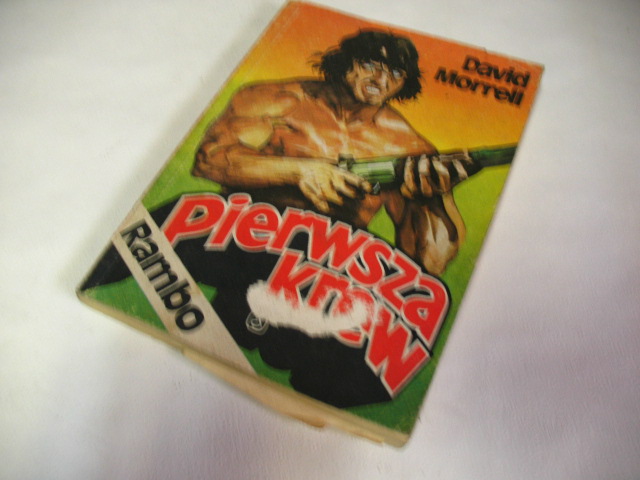 David
Morrell
Pierwsza
krew
Rambo